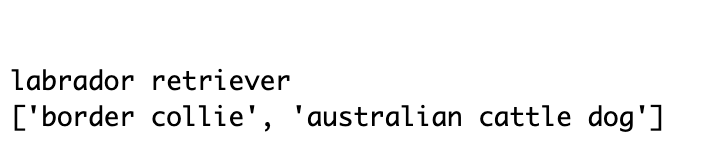 labrador retriever
['border collie', 'australian cattle dog']